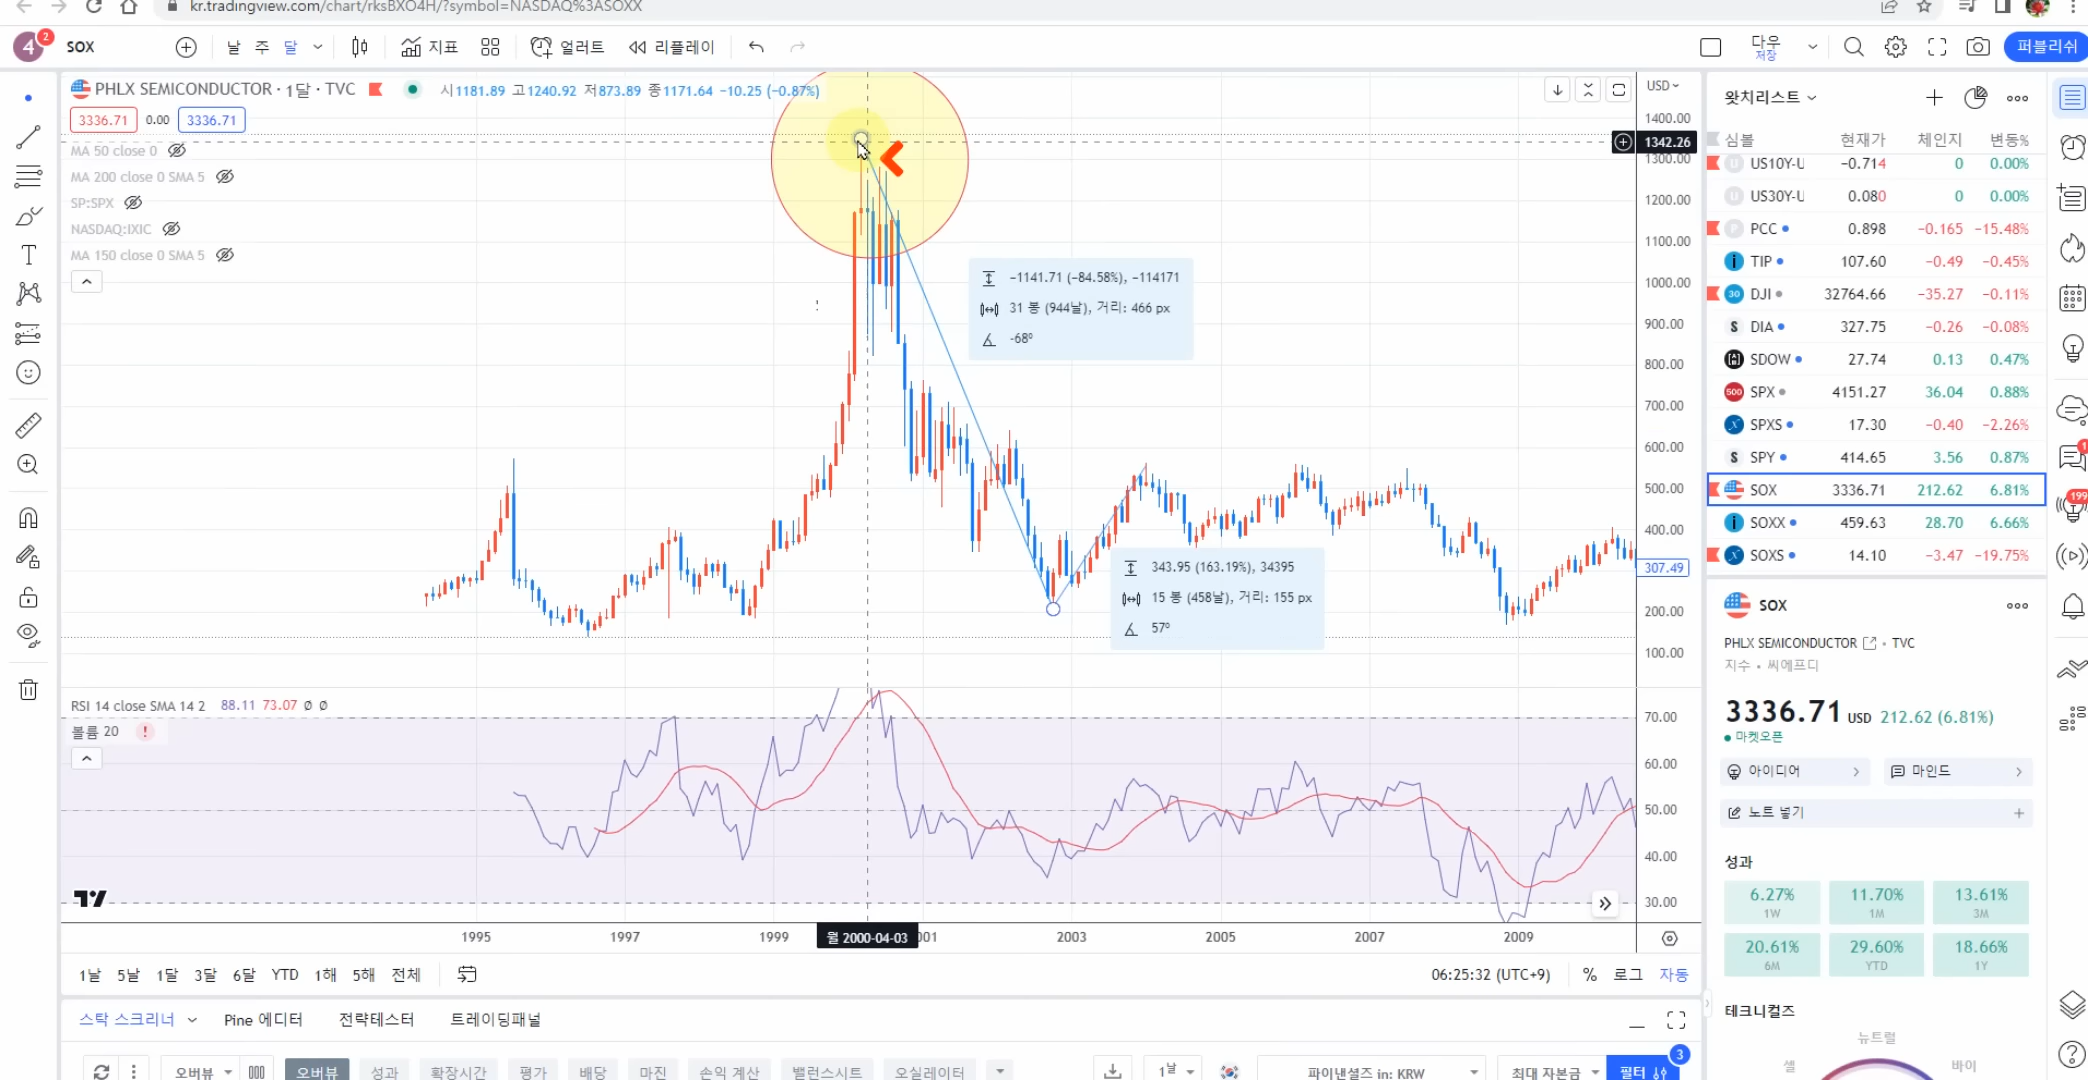 kr.tradingview.com/chart/rksBXO4H/?symbol=NASDAQ%3ASOXX
4 2 SOX 날 주 달 지표 얼러트 리플레이 다우 저장 퍼블리쉬
PHLX SEMICONDUCTOR · 1달 · TVC 시1181.89 고1240.92 저873.89 종1171.64 −10.25 (−0.87%)
3336.71 0.00 3336.71
MA 50 close 0
MA 200 close 0 SMA 5
SP:SPX
NASDAQ:IXIC
MA 150 close 0 SMA 5
USD
1400.00
1342.26
1300.00
1200.00
1100.00
1000.00
900.00
800.00
700.00
600.00
500.00
400.00
307.49
200.00
100.00
−1141.71 (−84.58%), −114171
31 봉 (944날), 거리: 466 px
-68º
343.95 (163.19%), 34395
15 봉 (458날), 거리: 155 px
57º
RSI 14 close SMA 14 2 88.11 73.07 Ø Ø
볼륨 20 !
70.00
60.00
50.00
40.00
30.00
1995 1997 1999 월 2000-04-03 001 2003 2005 2007 2009
1날 5날 1달 3달 6달 YTD 1해 5해 전체 06:25:32 (UTC+9) % 로그 자동
스탁 스크리너 Pine 에디터 전략테스터 트레이딩패널
오버뷰 오버뷰 성과 확장시간 평가 배당 마진 손익 계산 밸런스시트 오실레이터 1날 파이낸셜즈 in: KRW 최대 자본금 필터 3
왓치리스트
심볼 현재가 체인지 변동%
US10Y-U −0.714 0 0.00%
US30Y-U 0.080 0 0.00%
PCC 0.898 −0.165 −15.48%
TIP 107.60 −0.49 −0.45%
30 DJI 32764.66 −35.27 −0.11%
S DIA 327.75 −0.26 −0.08%
SDOW 27.74 0.13 0.47%
500 SPX 4151.27 36.04 0.88%
SPXS 17.30 −0.40 −2.26%
S SPY 414.65 3.56 0.87%
SOX 3336.71 212.62 6.81%
SOXX 459.63 28.70 6.66%
SOXS 14.10 −3.47 −19.75%
SOX
PHLX SEMICONDUCTOR · TVC
지수 · 씨에프디
3336.71 USD 212.62 (6.81%)
마켓오픈
아이디어 마인드
노트 넣기
성과
6.27% 11.70% 13.61%
1W 1M 3M
20.61% 29.60% 18.66%
6M YTD 1Y
테크니컬즈
뉴트럴
셀 바이
1
199